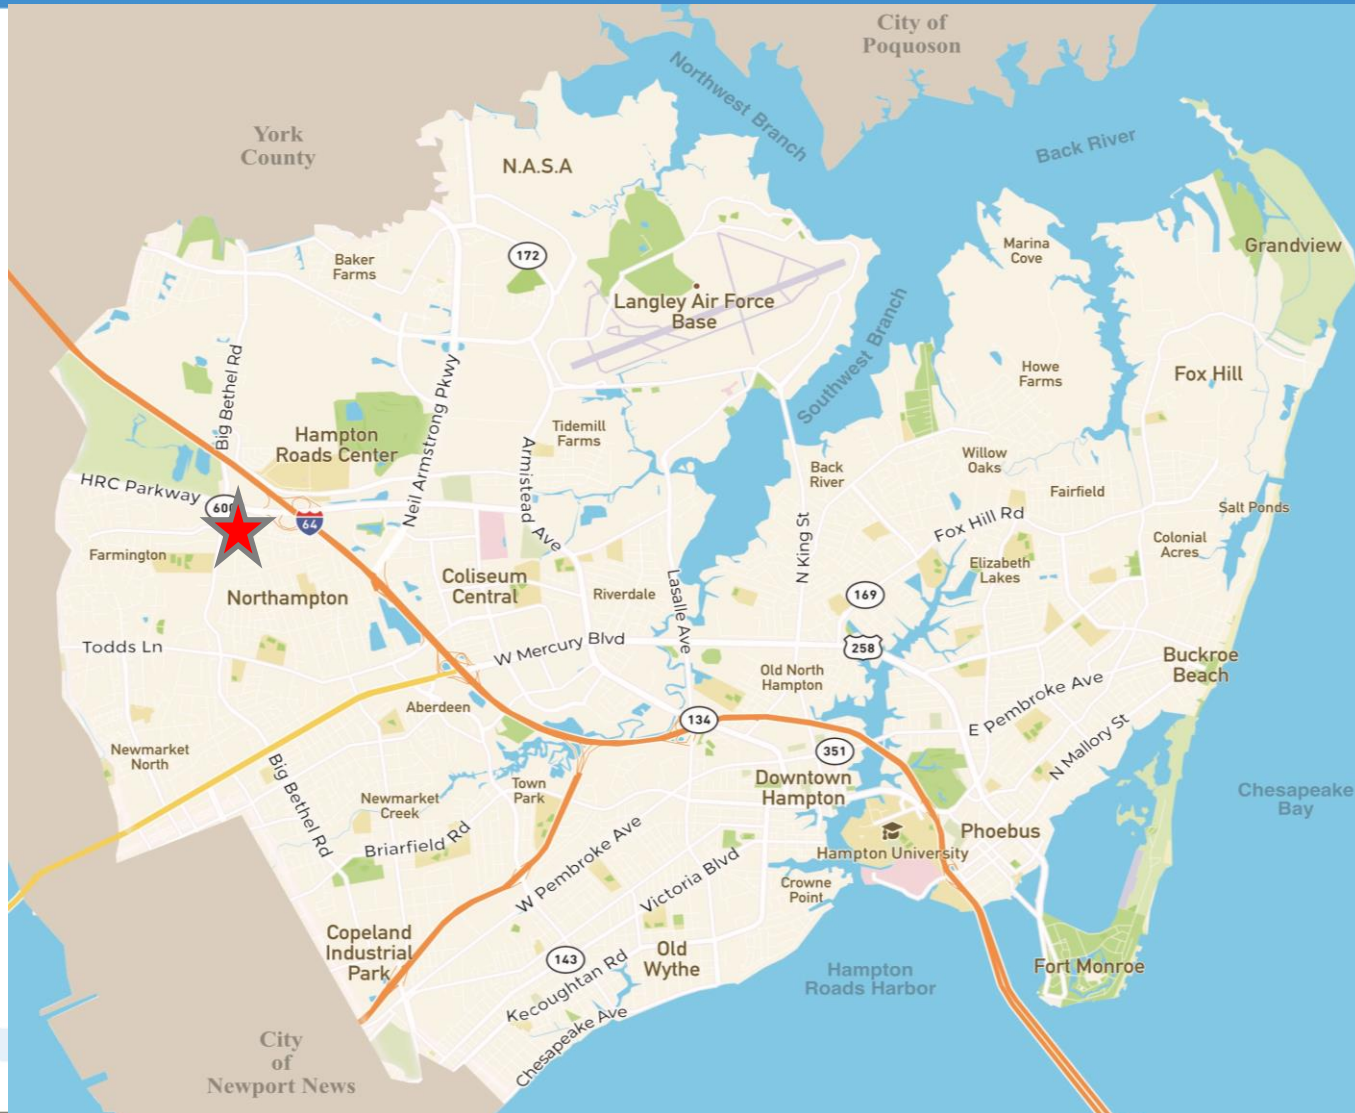 City of
Poquoson
Northwest Branch
Back River
York
County
N.A.S.A
172
Baker
Farms
Marina
Cove
Grandview
Langley Air Force
Base
Southwest Branch
Big Bethel Rd
Neil Armstrong Pkwy
Howe
Farms
Fox Hill
Hampton
Roads Center
Tidemill
Farms
Armistead Ave
Willow
Oaks
Back
River
HRC Parkway
Fairfield
600
64
Fox Hill Rd
Salt Ponds
N King St
Farmington
Colonial
Acres
Elizabeth
Lakes
Coliseum
Central
Northampton
Riverdale
169
Lasalle Ave
Todds Ln
W Mercury Blvd
258
Buckroe
Beach
Old North
Hampton
E Pembroke Ave
Aberdeen
134
N Mallory St
351
Newmarket
North
Big Bethel Rd
Town
Park
Downtown
Hampton
Chesapeake
Bay
Newmarket
Creek
Briarfield Rd
Phoebus
Hampton University
W Pembroke Ave
Victoria Blvd
Crowne
Point
Copeland
Industrial
Park
143
Old
Wythe
Fort Monroe
Hampton
Roads Harbor
Kecoughtan Rd
Chesapeake Ave
City
of
Newport News